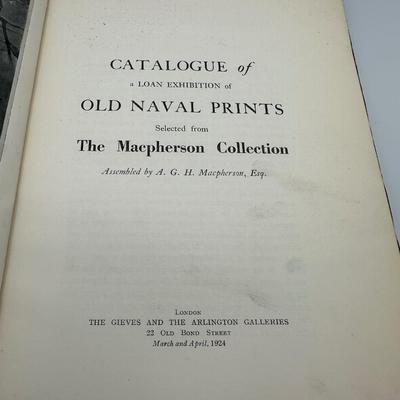 CATALOGUE of
a LOAN EXHIBITION of
OLD NAVAL PRINTS
Selected from
The Macpherson Collection
Assembled by A. G. H. Macpherson, Esq.
LONDON
THE GIEVES AND THE ARLINGTON GALLERIES
22 OLD BOND STREET
March and April, 1924